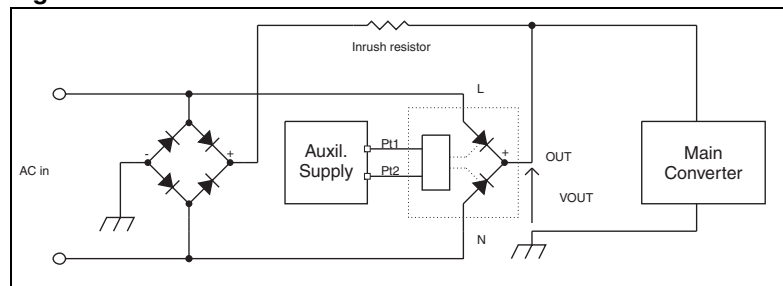 Inrush resistor
L
Pt1
Auxil.
Supply
Pt2
-
+
+
OUT
Main
Converter
AC in
VOUT
N